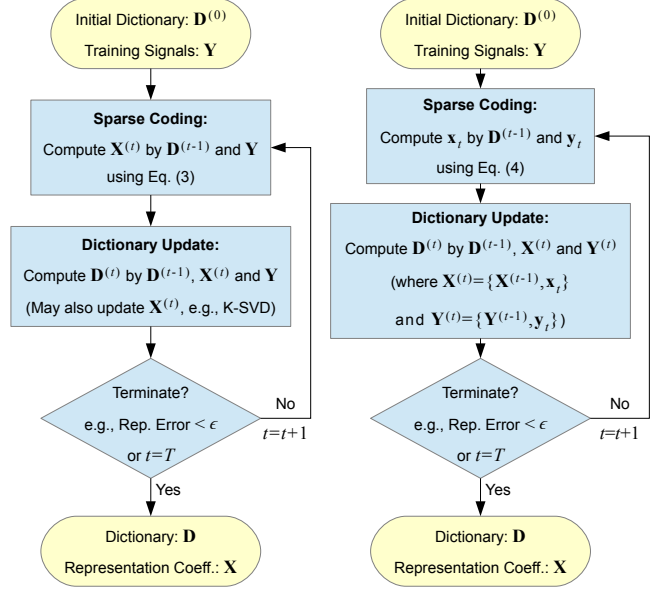 Initial Dictionary: D⁽⁰⁾
Training Signals: Y
Sparse Coding:
Compute X⁽ᵗ⁾ by D⁽ᵗ⁻¹⁾ and Y
using Eq. (3)
Dictionary Update:
Compute D⁽ᵗ⁾ by D⁽ᵗ⁻¹⁾, X⁽ᵗ⁾ and Y
(May also update X⁽ᵗ⁾, e.g., K-SVD)
Terminate?
e.g., Rep. Error < ϵ
or t=T
No
t=t+1
Yes
Dictionary: D
Representation Coeff.: X
Initial Dictionary: D⁽⁰⁾
Training Signals: Y
Sparse Coding:
Compute xₜ by D⁽ᵗ⁻¹⁾ and yₜ
using Eq. (4)
Dictionary Update:
Compute D⁽ᵗ⁾ by D⁽ᵗ⁻¹⁾, X⁽ᵗ⁾ and Y⁽ᵗ⁾
(where X⁽ᵗ⁾={X⁽ᵗ⁻¹⁾,xₜ}
and Y⁽ᵗ⁾={Y⁽ᵗ⁻¹⁾,yₜ})
Terminate?
e.g., Rep. Error < ϵ
or t=T
No
t=t+1
Yes
Dictionary: D
Representation Coeff.: X